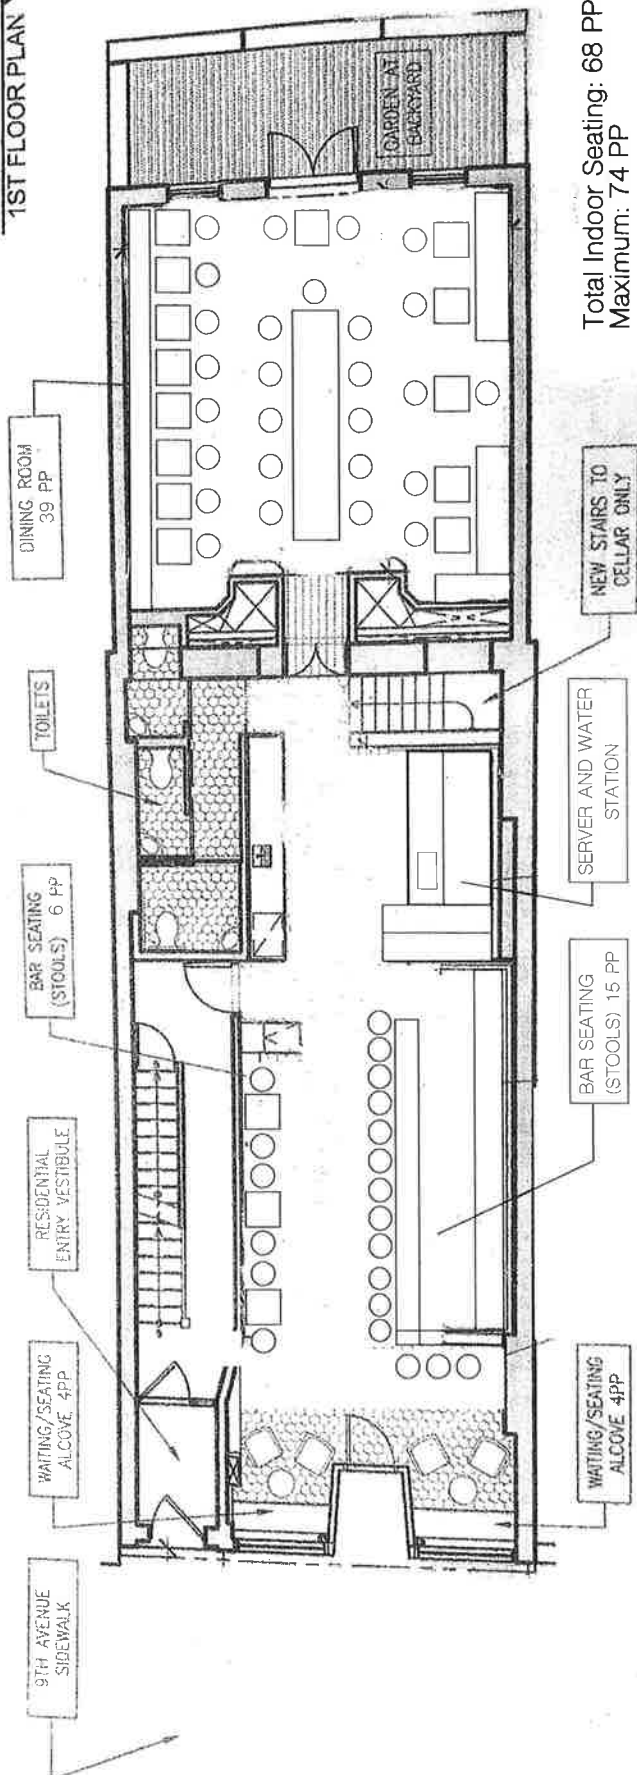 1ST FLOOR PLAN
9TH AVENUE
SIDEWALK
WAITING/SEATING
ALCOVE 4PP
RESIDENTIAL
ENTRY VESTIBULE
BAR SEATING
(STOOLS) 6 PP
TOILETS
DINING ROOM
39 PP
GARDEN AT
BACKYARD
WAITING/SEATING
ALCOVE 4PP
BAR SEATING
(STOOLS) 15 PP
SERVER AND WATER
STATION
NEW STAIRS TO
CELLAR ONLY
Total Indoor Seating: 68 PP
Maximum: 74 PP